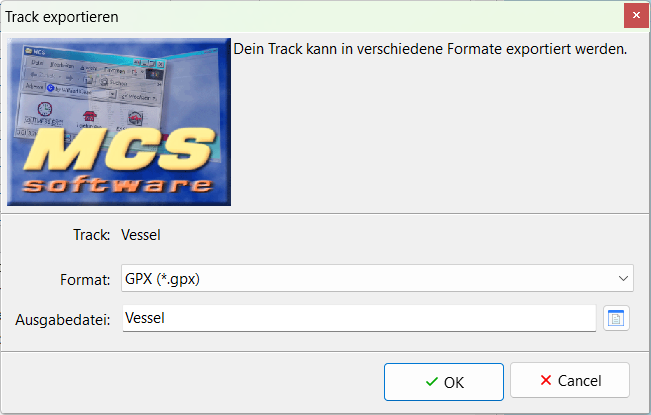 Track exportieren
Dein Track kann in verschiedene Formate exportiert werden.
MCS
MCS
software
Track:
Vessel
Format:
GPX (*.gpx)
Ausgabedatei:
Vessel
OK
Cancel